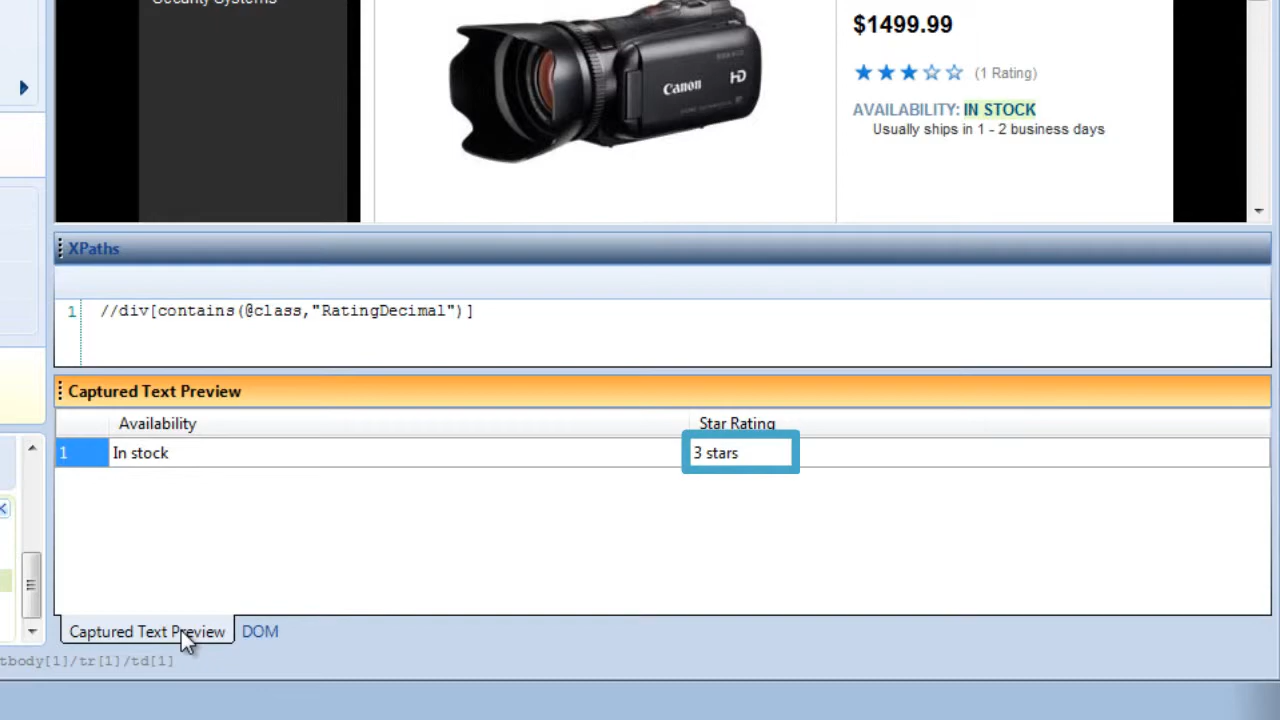 Security Systems
$1499.99
(1 Rating)
AVAILABILITY: IN STOCK
Usually ships in 1 - 2 business days
Canon
HD
XPaths
1 //div[contains(@class,"RatingDecimal")]
Captured Text Preview
Availability Star Rating
1 In stock 3 stars
Captured Text Preview DOM
tbody[1]/tr[1]/td[1]